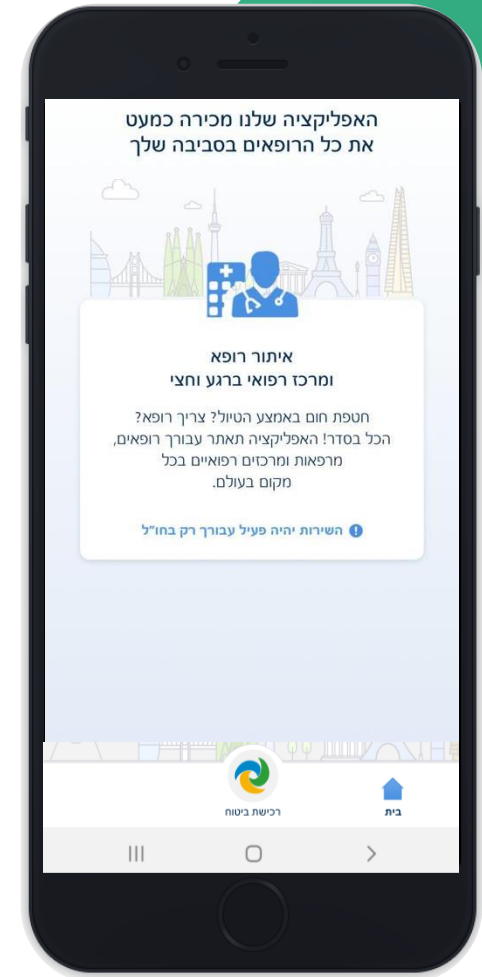 האפליקציה שלנו מכירה כמעט
את כל הרופאים בסביבה שלך
איתור רופא
ומרכז רפואי ברגע וחצי
חטפת חום באמצע הטיול? צריך רופא?
הכל בסדר! האפליקציה תאתר עבורך רופאים,
מרפאות ומרכזים רפואיים בכל
מקום בעולם.
השירות יהיה פעיל עבורך רק בחו"ל
בית
רכישת ביטוח